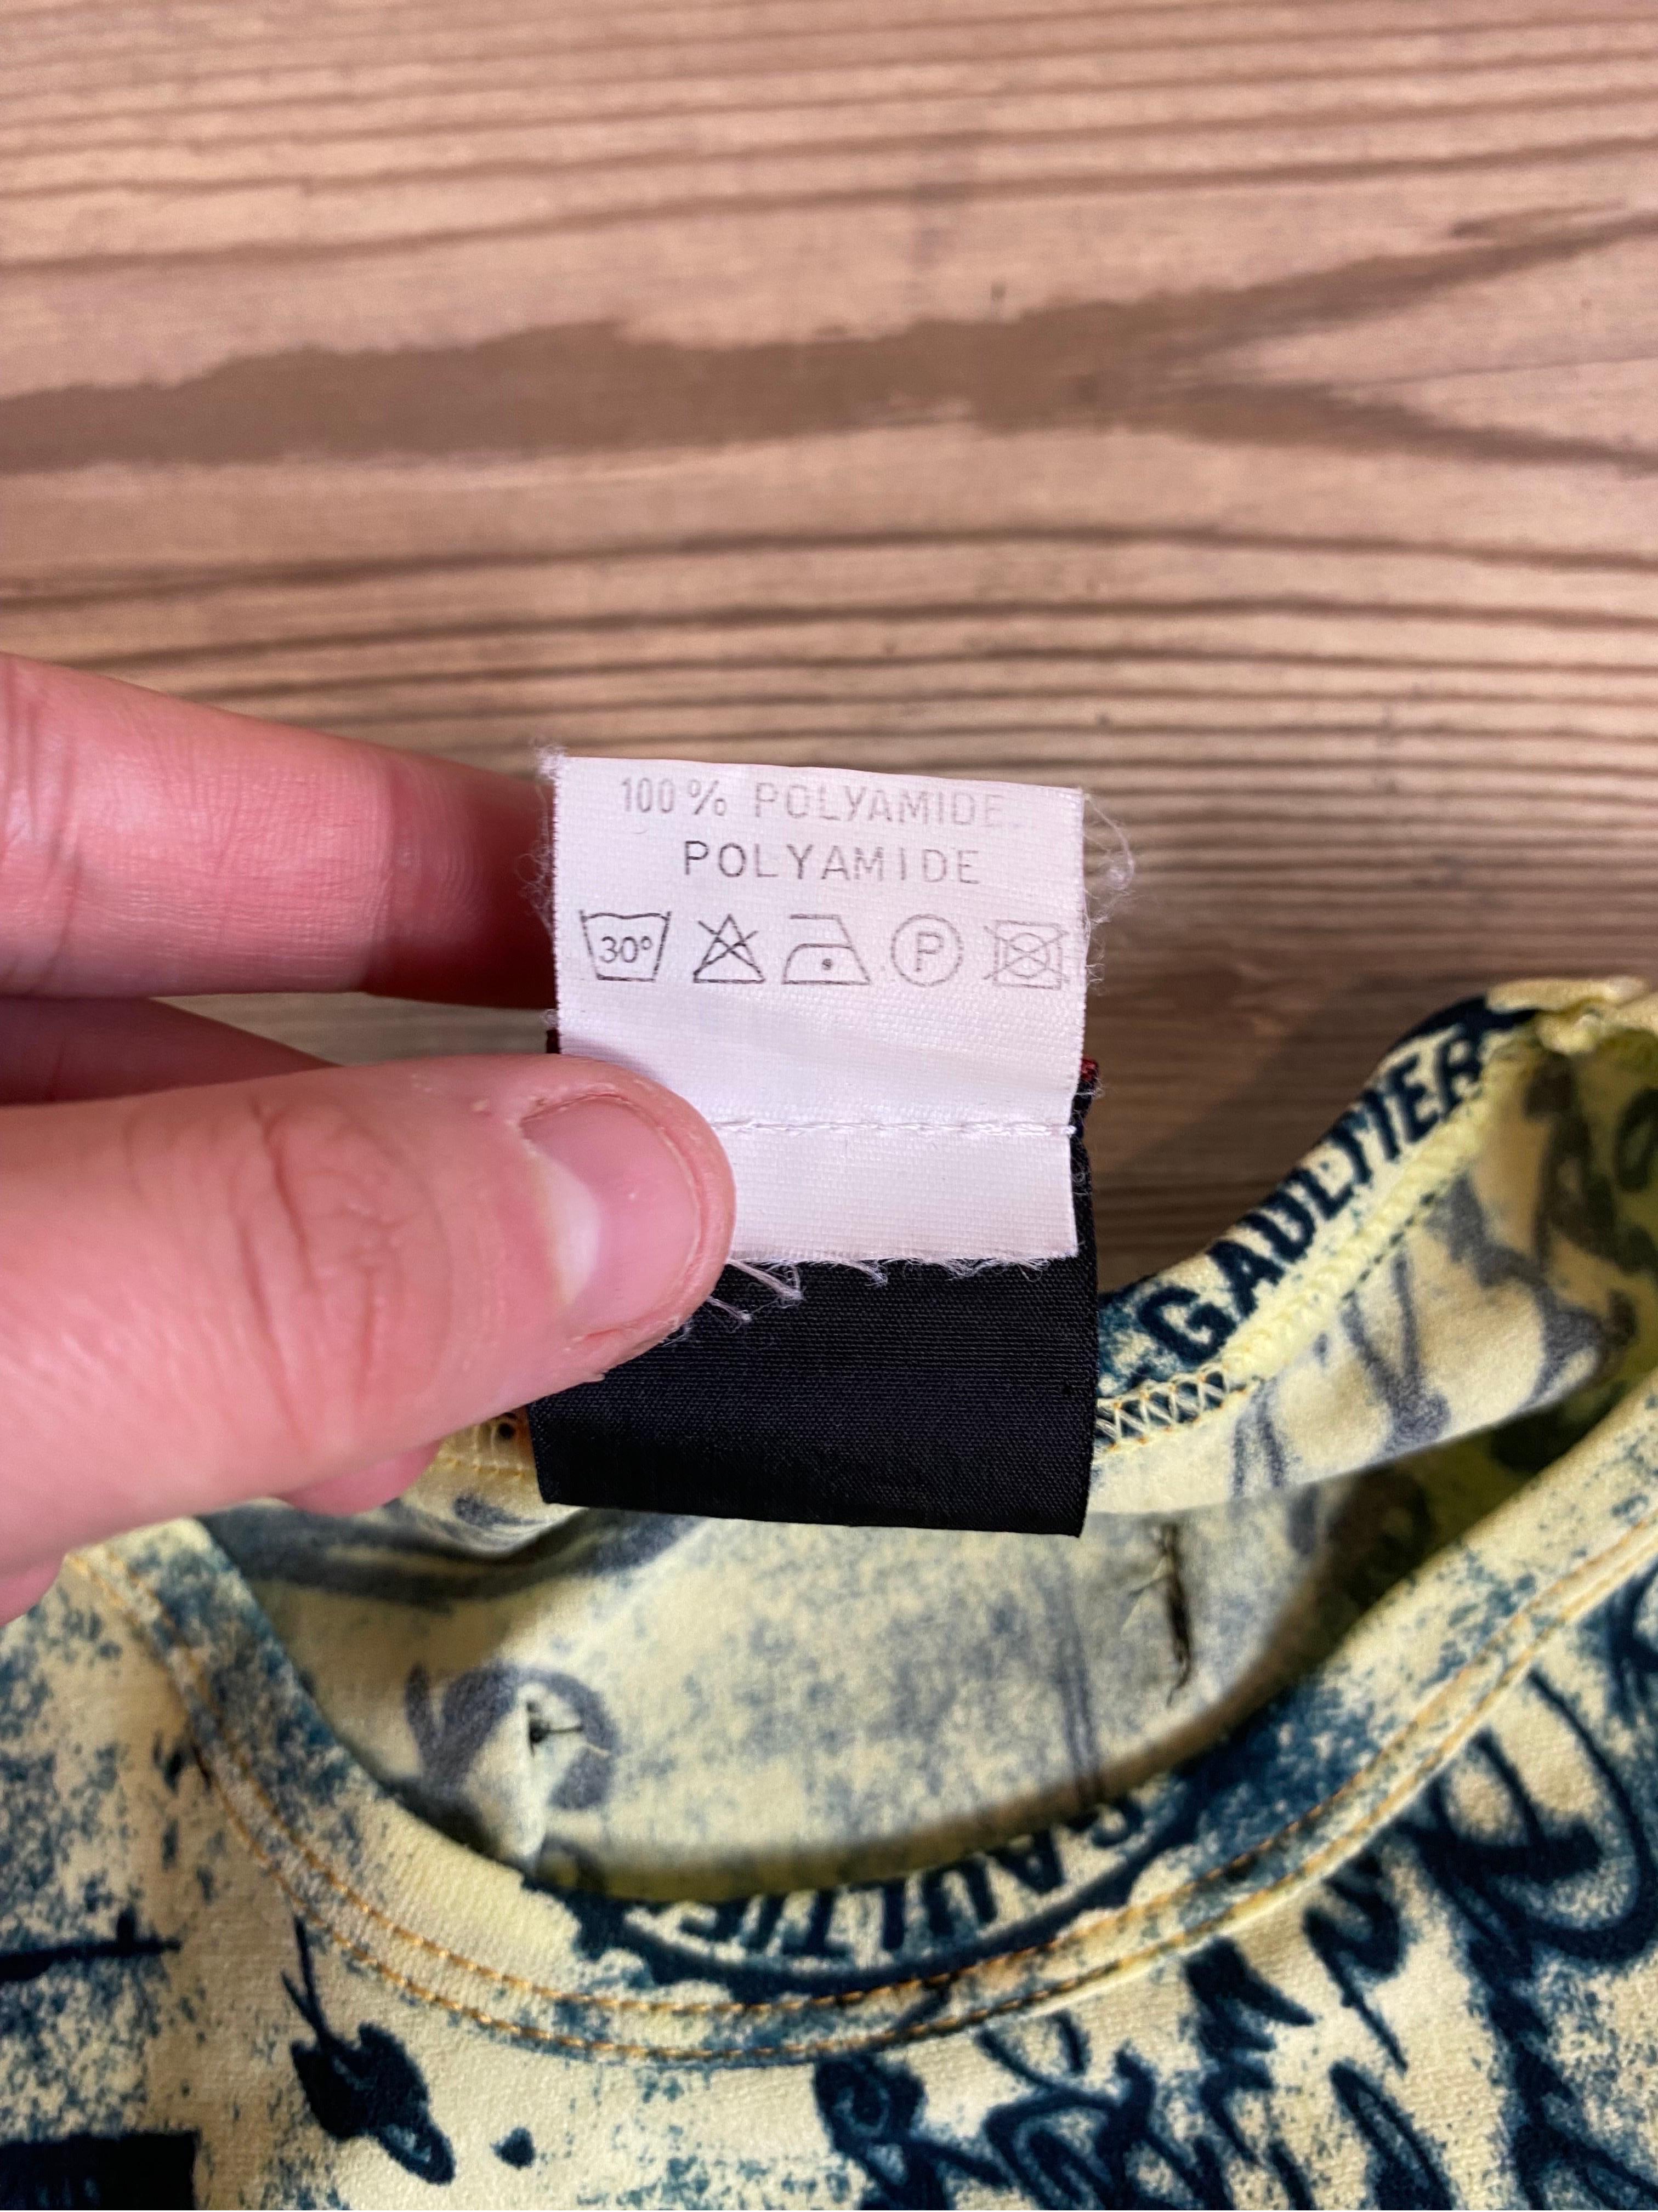 100% POLYAMIDE
POLYAMIDE
30°
P
-GAULTIER
GAULTIE